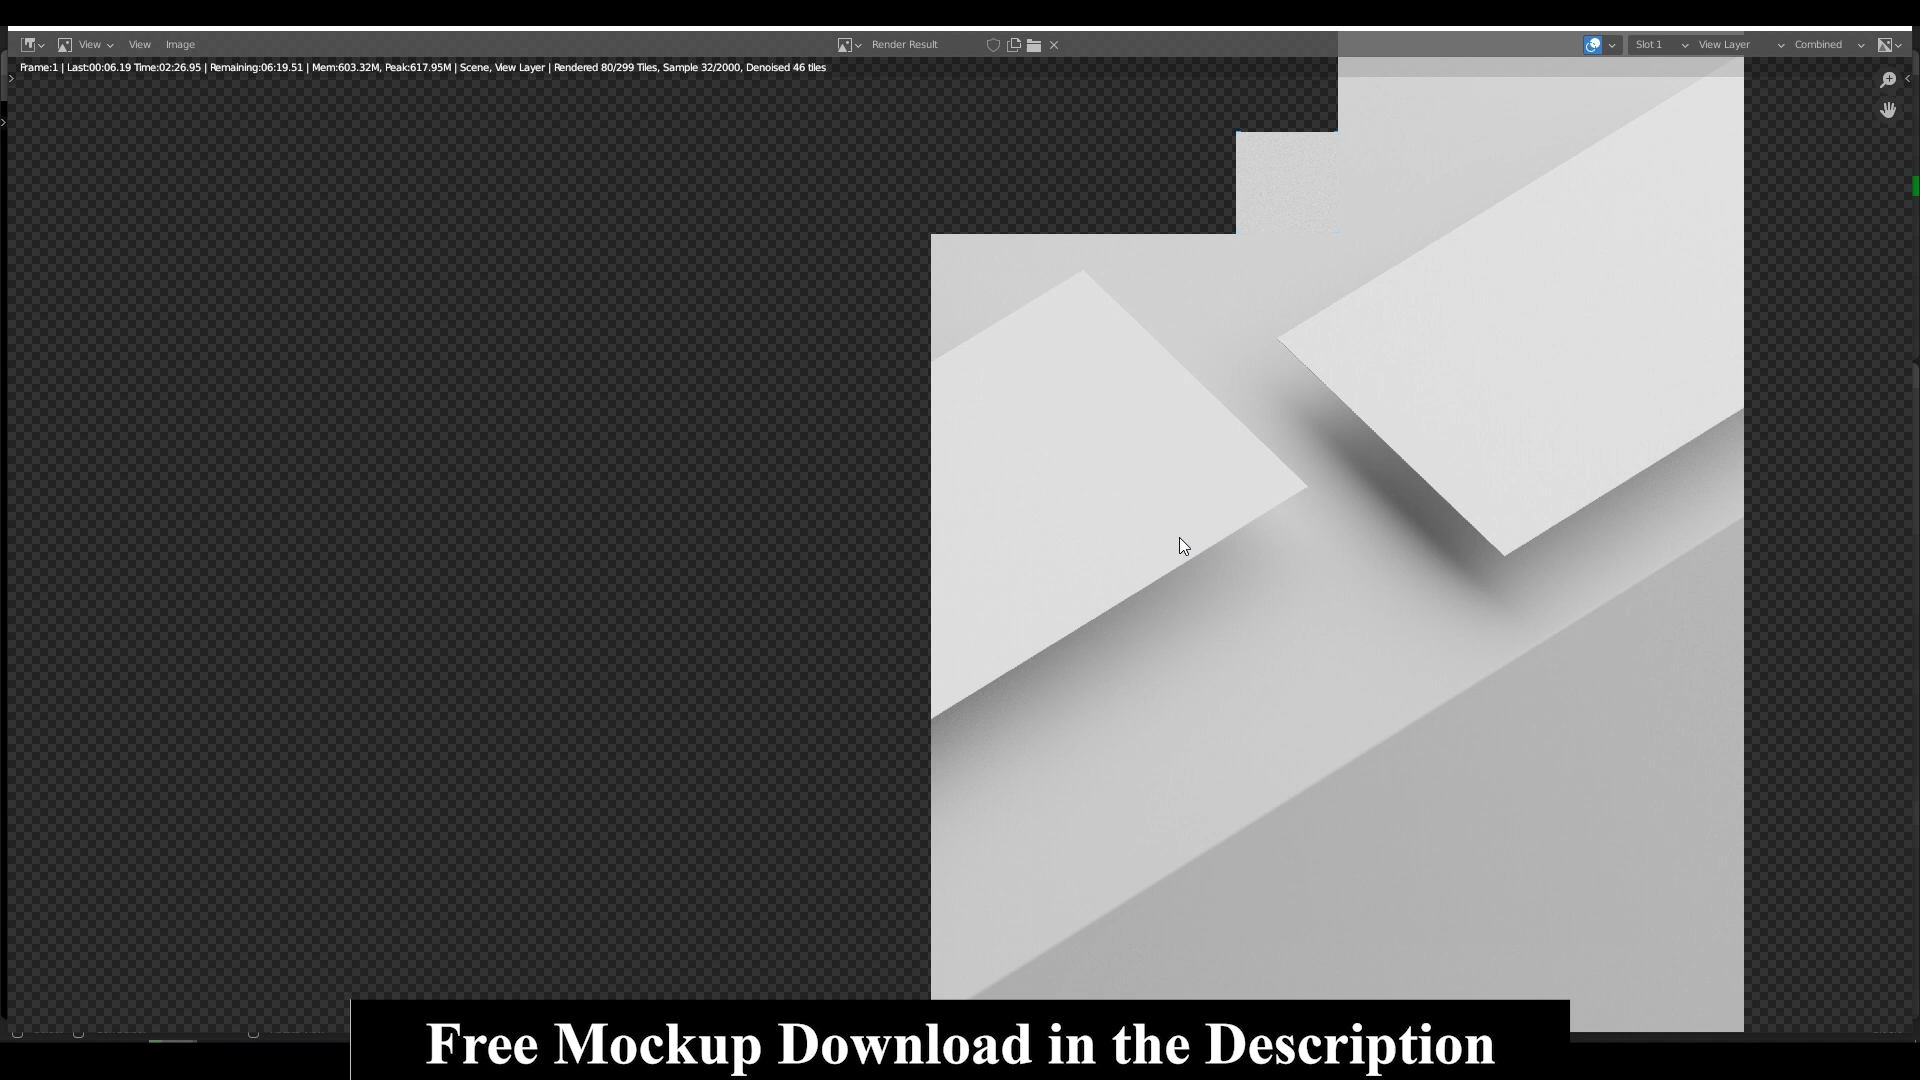 View View Image Render Result Slot 1 View Layer Combined
Frame:1 | Last:00:06.19 Time:02:26.95 | Remaining:06:19.51 | Mem:603.32M, Peak:617.95M | Scene, View Layer | Rendered 80/299 Tiles, Sample 32/2000, Denoised 46 tiles
Free Mockup Download in the Description